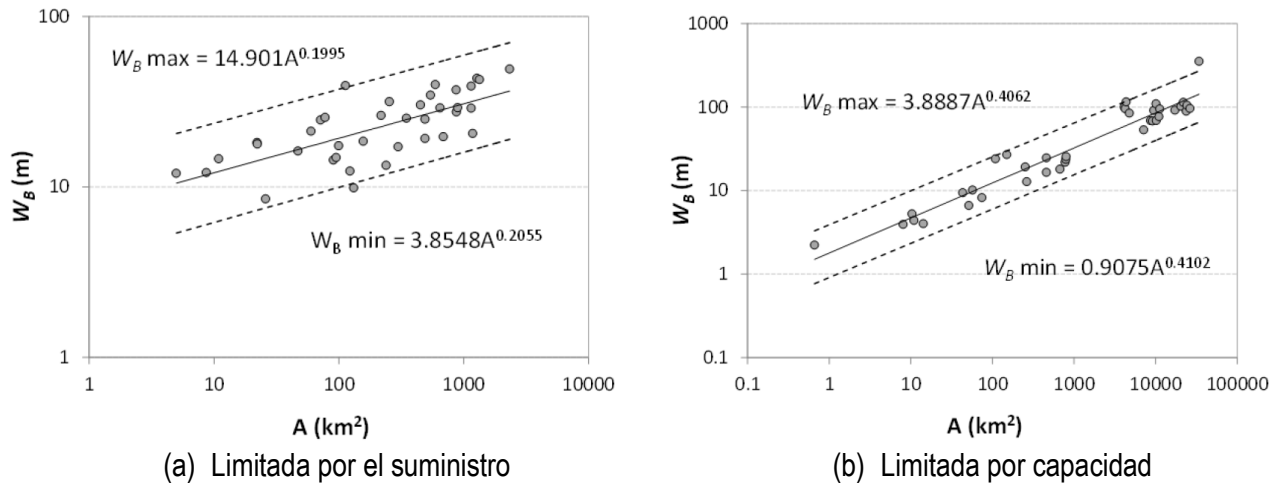 100
10
1
W_B (m)
W_B max = 14.901A^0.1995
W_B min = 3.8548A^0.2055
1 10 100 1000 10000
A (km²)
(a) Limitada por el suministro
1000
100
10
1
0.1
W_B (m)
W_B max = 3.8887A^0.4062
W_B min = 0.9075A^0.4102
0.1 1 10 100 1000 10000 100000
A (km²)
(b) Limitada por capacidad